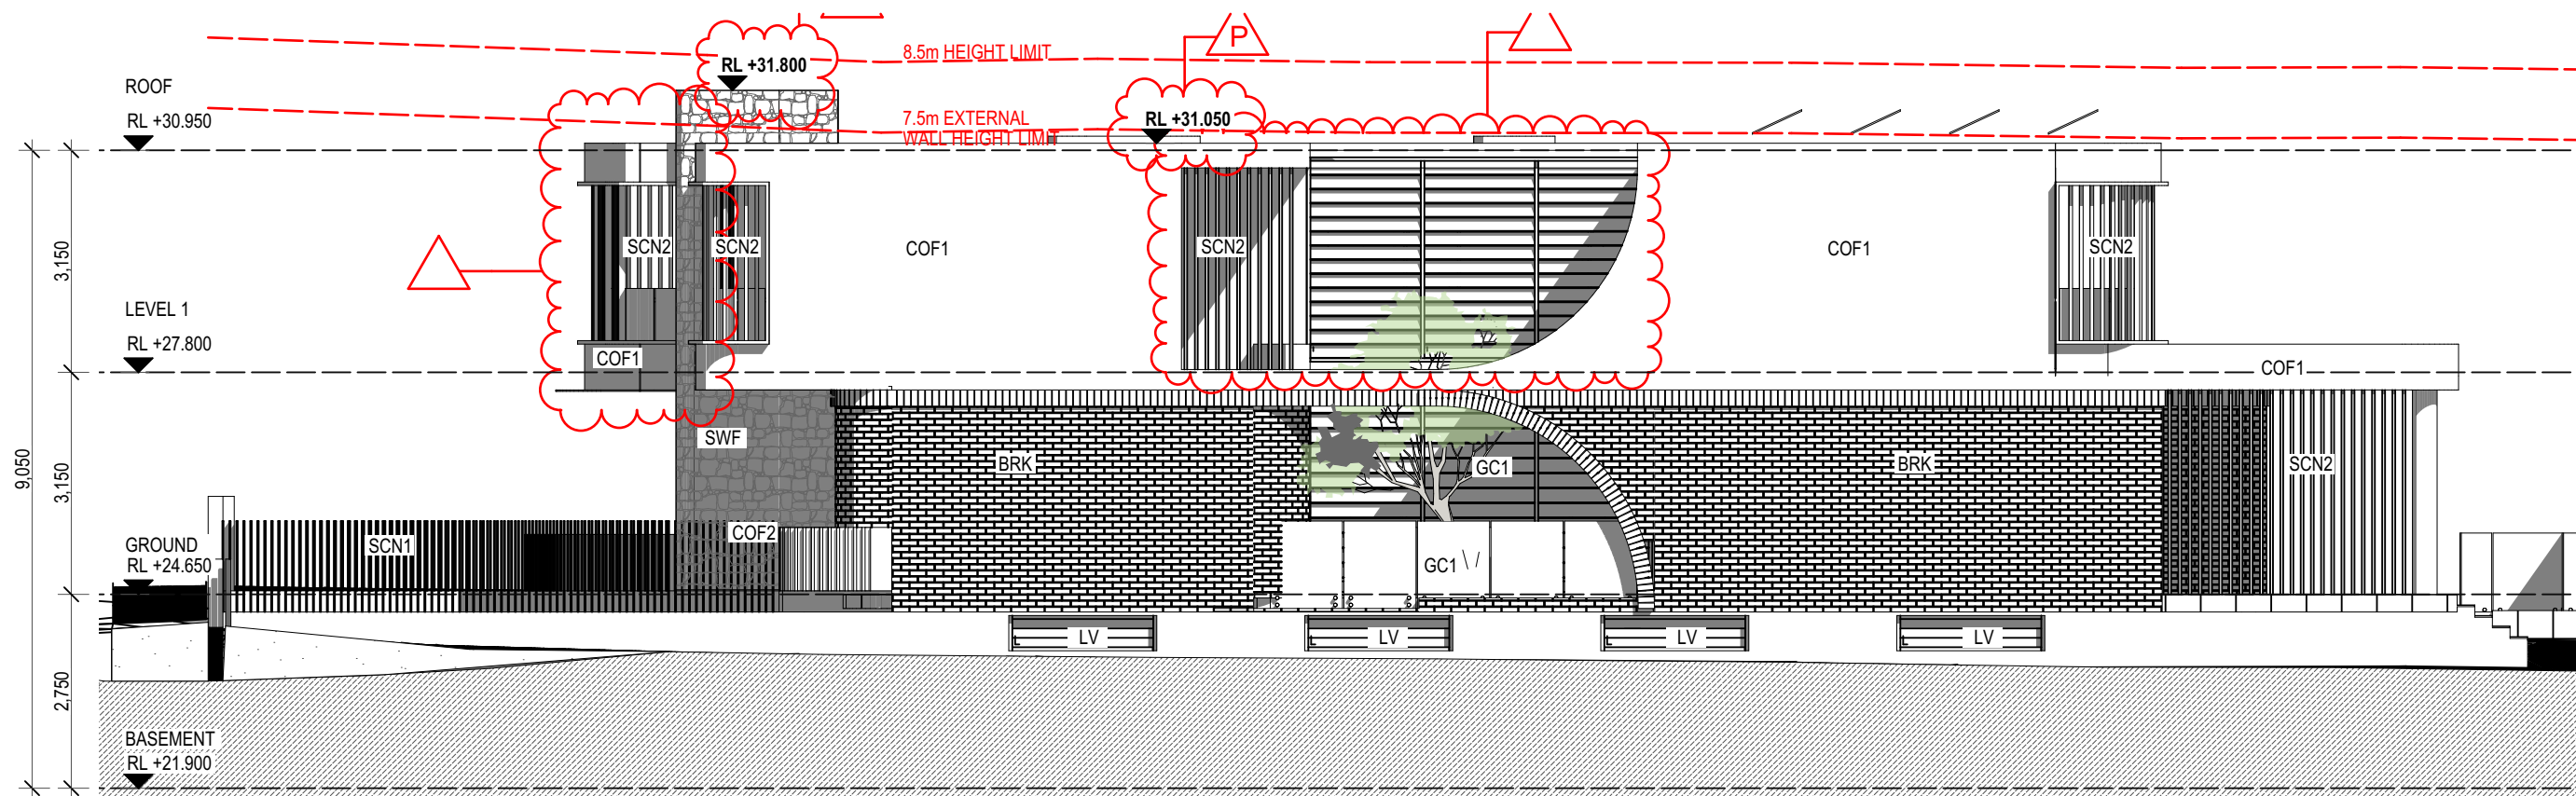 P
8.5m HEIGHT LIMIT
RL +31.800
ROOF
RL +30.950
7.5m EXTERNAL
WALL HEIGHT LIMIT
RL +31.050
SCN2
SCN2
COF1
SCN2
COF1
SCN2
3,150
LEVEL 1
RL +27.800
COF1
COF1
SWF
BRK
GC1
BRK
SCN2
9,050
3,150
COF2
SCN1
GROUND
RL +24.650
GC1
LV
LV
LV
LV
2,750
BASEMENT
RL +21.900